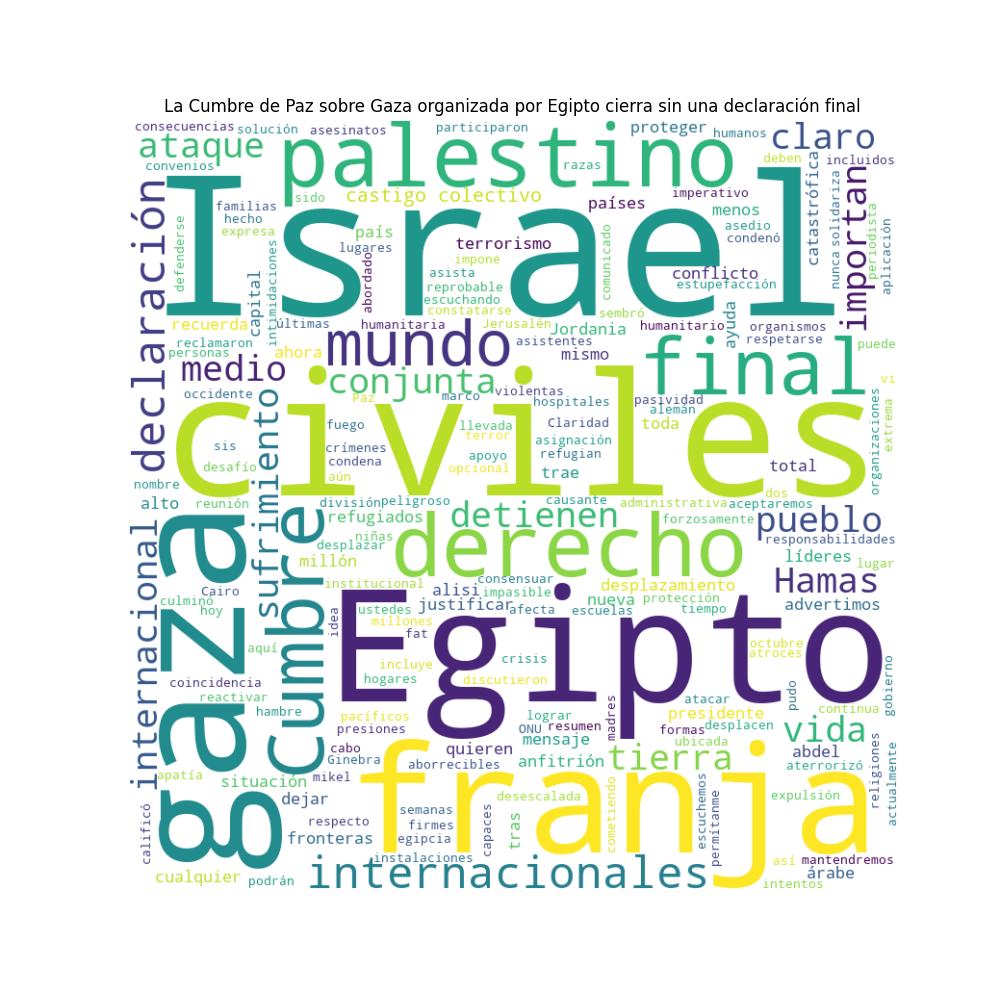 La Cumbre de Paz sobre Gaza organizada por Egipto cierra sin una declaración final
consecuencias
solución
asesinatos
participaron
proteger
humanos
claro
ataque
palestino
convenios
razas
deben
incluidos
sido
castigo colectivo
imperativo
países
menos
catastrófica
nunca
solidariza
periodista
aplicación
importan
declaración
defenderse
familias
hecho
expresa
intimidaciones
Israel
país
lugares
abordado
terrorismo
impone
asista
reprobable
escuchando
constatarse
comunicado
asedio
condenó
conflicto
estupefacción
capital
recuerda
últimas
humanitaria
Jerusalén
sembró
Jordania
humanitario
ayuda
organismos
respetarse
reclamaron
personas
ahora
mundo
asistentes
mismo
final
puede
medio
conjunta
violentas
hospitales
pasividad
alemán
vi
extrema
occidente
sufrimiento
Paz
marco
civiles
fuego
llevada
terror
Claridad
asignación
refugian
toda
organizaciones
sis
desafío
crímenes
condena
aún
apoyo
opcional
trae
total
nombre
alto
reunión
división
peligroso
causante
administrativa
dos
aceptaremos
internacional
gaza
Cumbre
refugiados
detienen
forzosamente
pueblo
niñas
desplazar
derecho
responsabilidades
millón
líderes
lugar
institucional
consensuar
impasible
desplazamiento
Hamas
alisi
nueva
protección
culminó
Cairo
hoy
idea
ustedes
justificar
afecta
escuelas
tiempo
advertimos
millones
fat
Egipto
aquí
incluye
crisis
octubre
atroces
gobierno
coincidencia
hogares
discutieron
reactivar
hambre
pacíficos
presiones
lograr
madres
atacar
presidente
pudo
continua
ONU
resumen
formas
desplacen
vida
mensaje
ubicada
cabo
Ginebra
quieren
anfitrión
tierra
abdel
religiones
actualmente
apatía
mikel
aborrecibles
aterrorizó
situación
franja
dejar
semanas
desescalada
expulsión
calificó
respecto
firmes
capaces
tras
cometiendo
escuchemos
permítanme
fronteras
egipcia
instalaciones
así
mantendremos
cualquier
podrán
internacionales
árabe
intentos